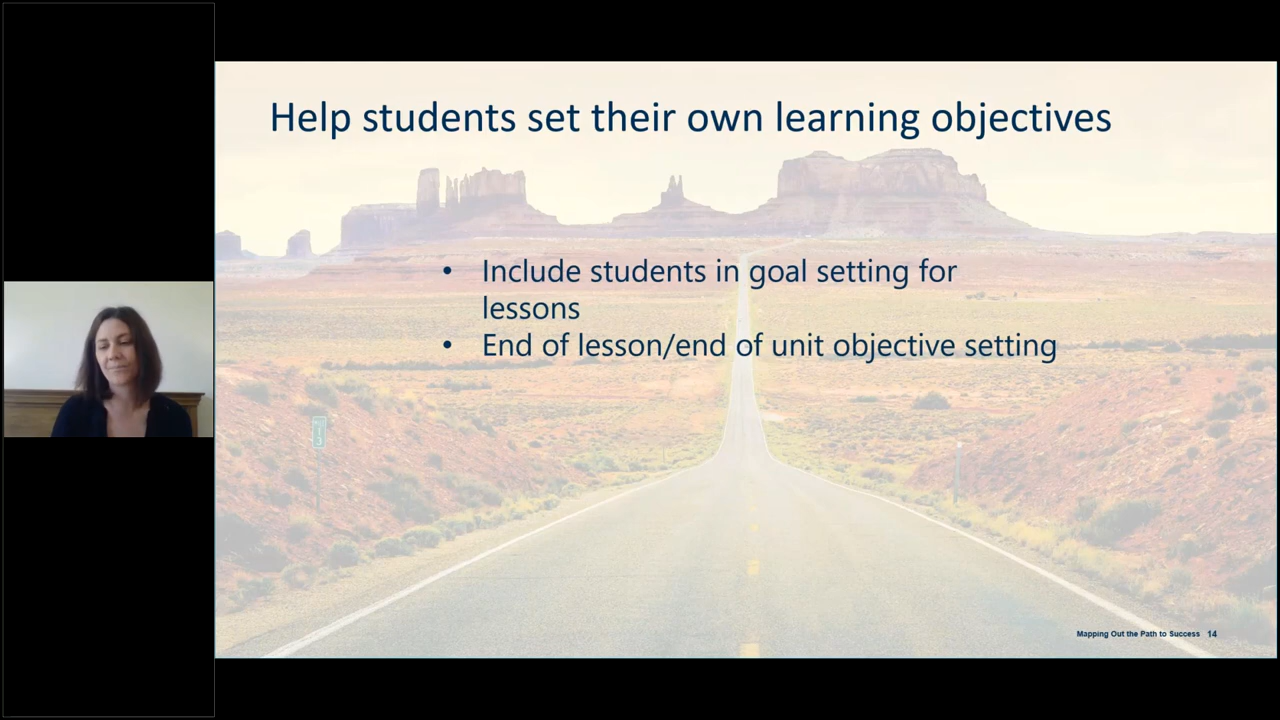 Help students set their own learning objectives
• Include students in goal setting for
lessons
• End of lesson/end of unit objective setting
13
Mapping Out the Path to Success 14